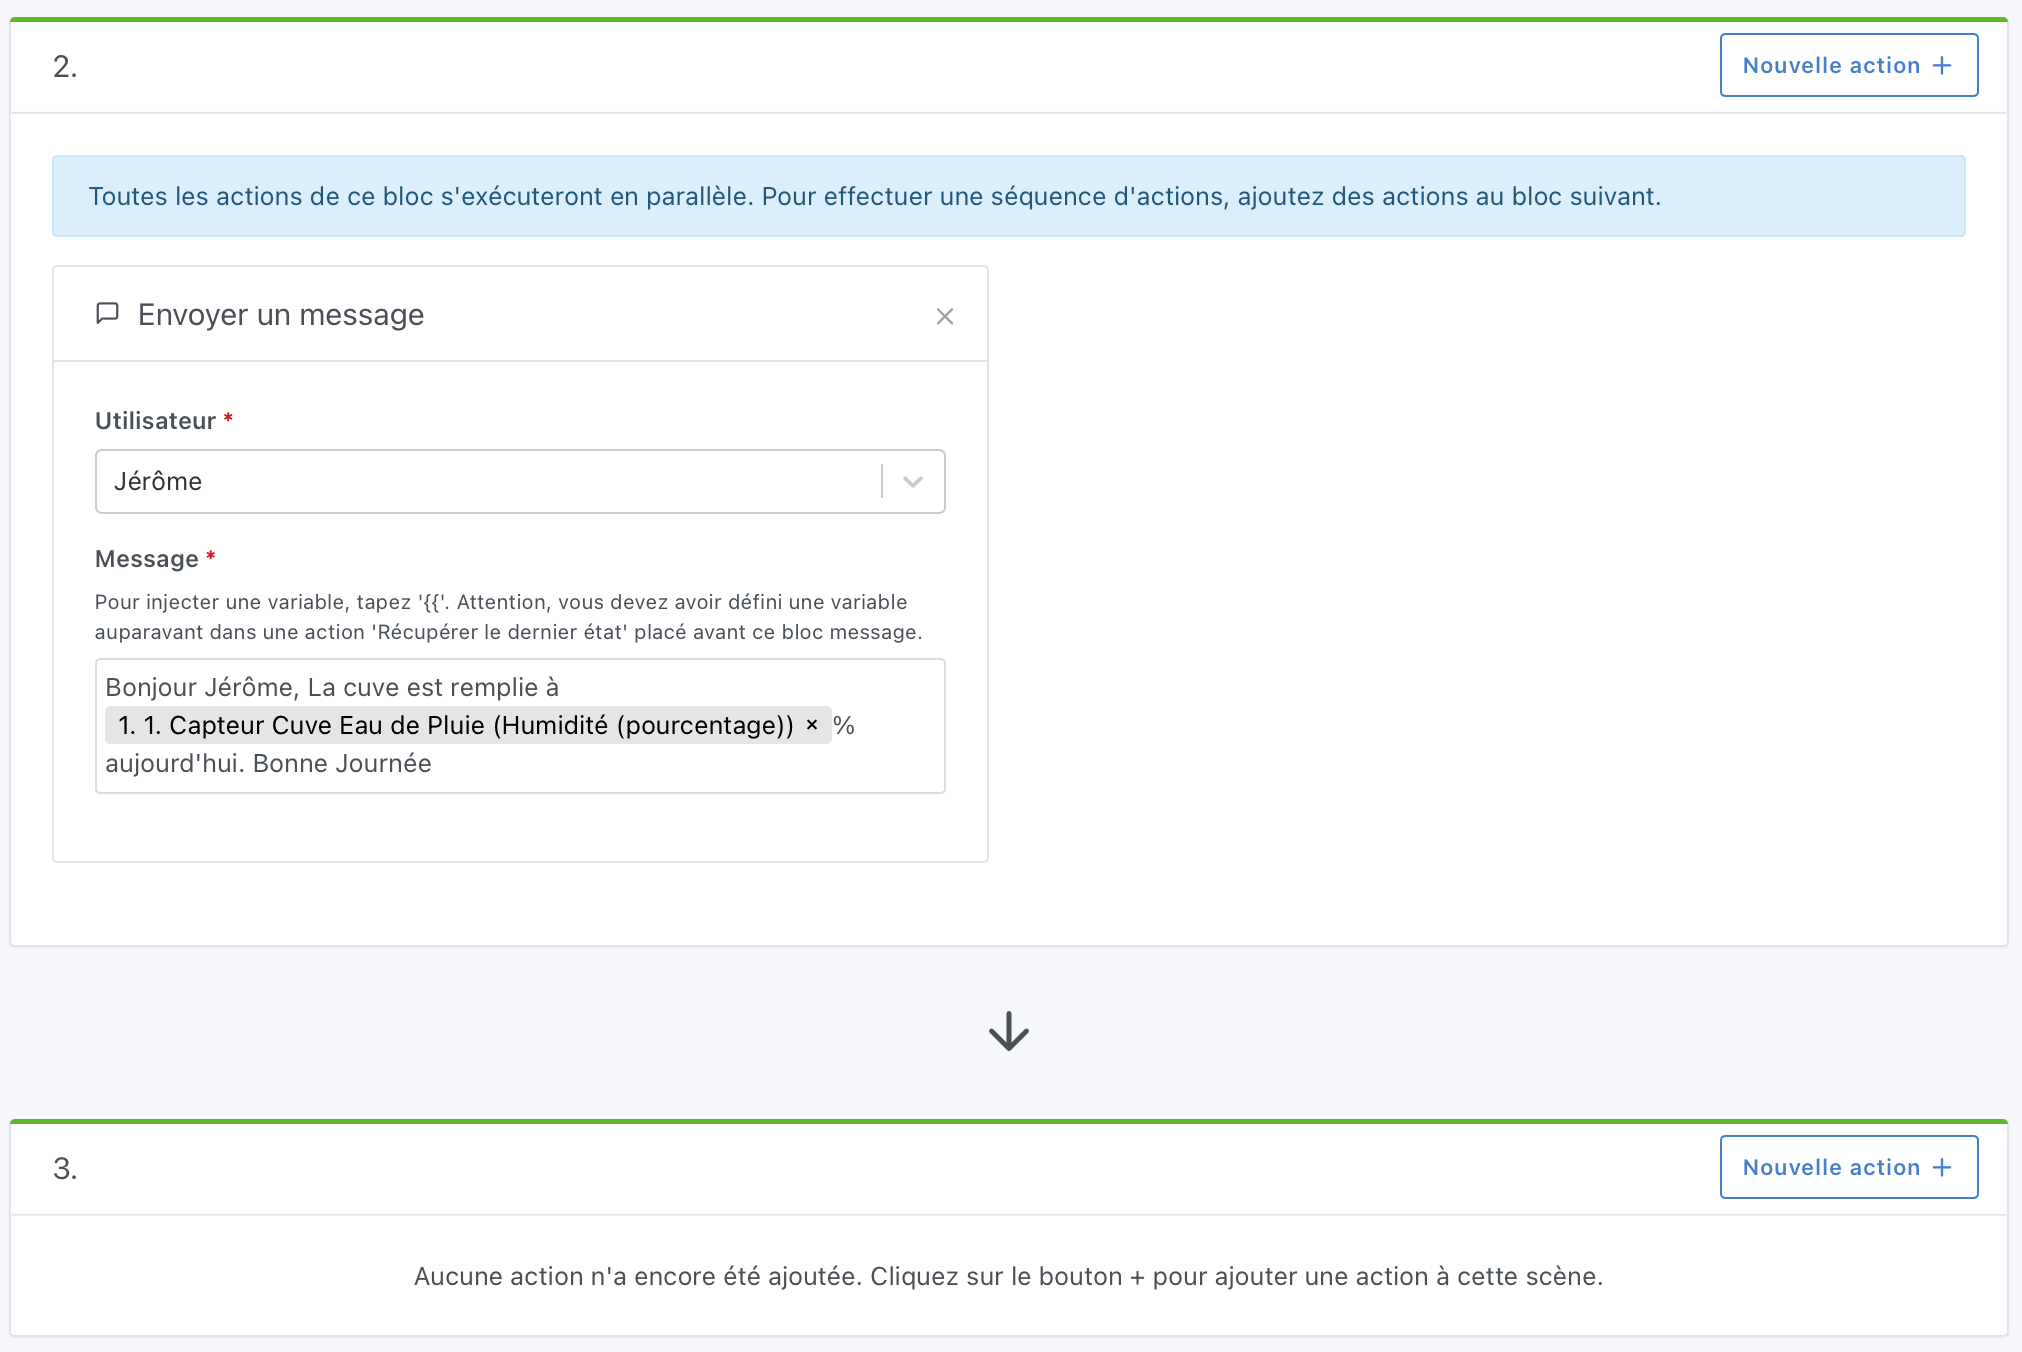 2.
Nouvelle action +
Toutes les actions de ce bloc s'exécuteront en parallèle. Pour effectuer une séquence d'actions, ajoutez des actions au bloc suivant.
Envoyer un message
Utilisateur *
Jérôme
Message *
Pour injecter une variable, tapez '{{'. Attention, vous devez avoir défini une variable
auparavant dans une action 'Récupérer le dernier état' placé avant ce bloc message.
Bonjour Jérôme, La cuve est remplie à
1. 1. Capteur Cuve Eau de Pluie (Humidité (pourcentage)) × %
aujourd'hui. Bonne Journée
3.
Nouvelle action +
Aucune action n'a encore été ajoutée. Cliquez sur le bouton + pour ajouter une action à cette scène.